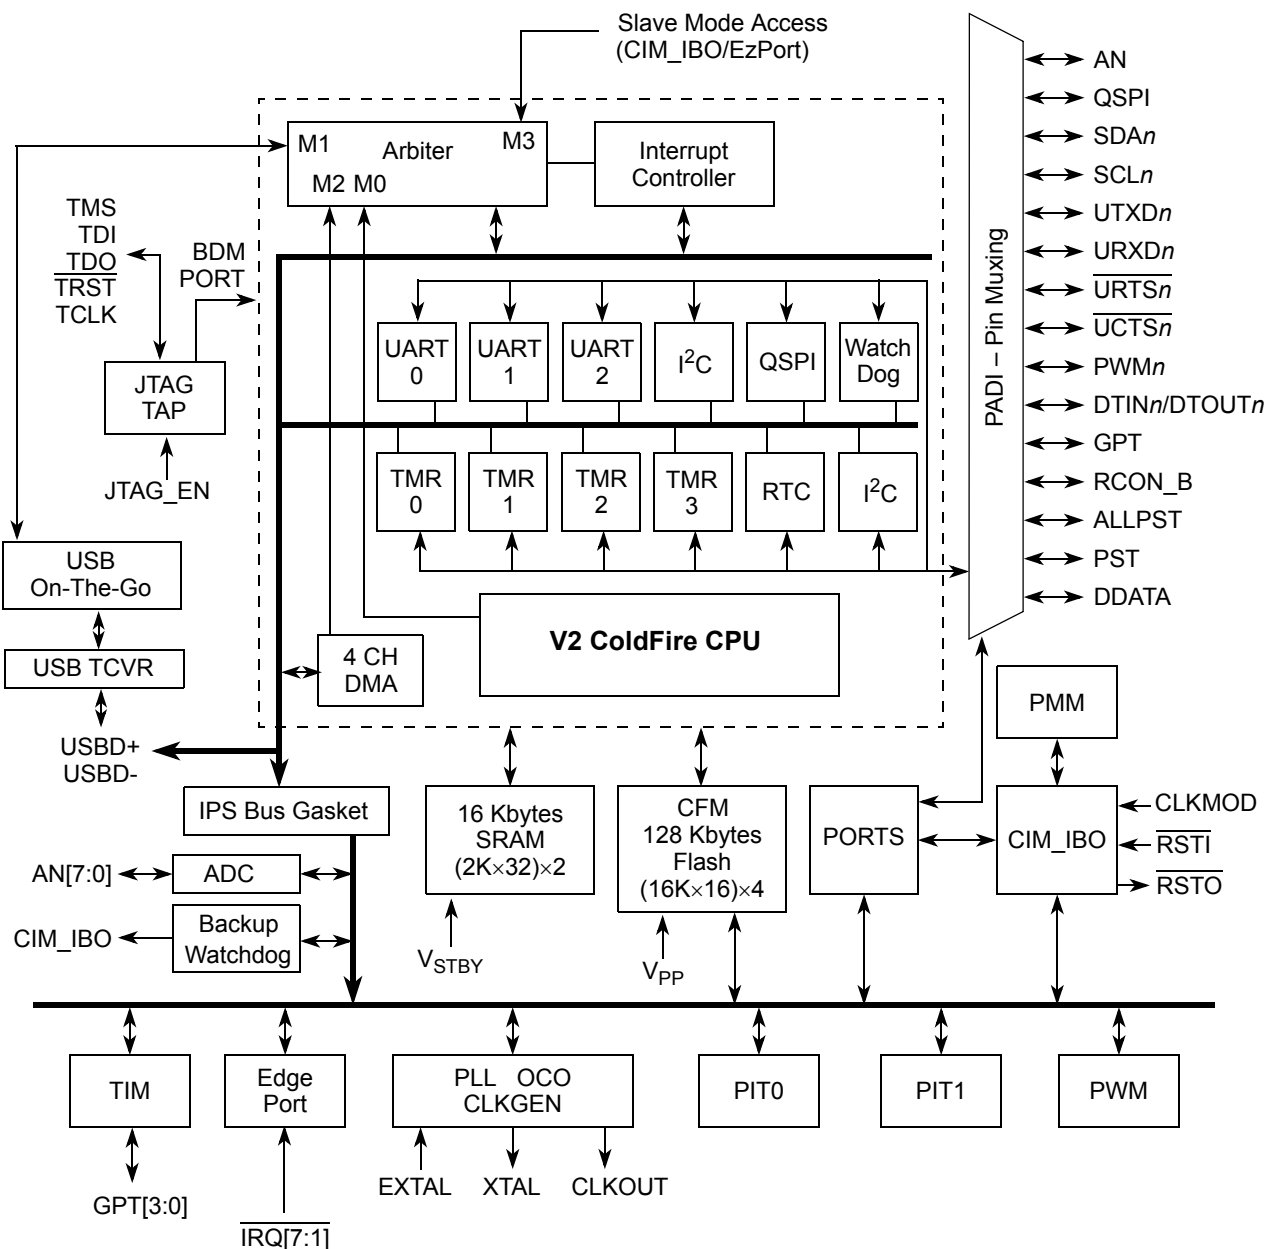 Slave Mode Access
(CIM_IBO/EzPort)
M1
Arbiter
M3
M2 M0
Interrupt
Controller
TMS
TDI
TDO
TRST
TCLK
BDM
PORT
JTAG
TAP
JTAG_EN
UART
0
UART
1
UART
2
I²C
QSPI
Watch
Dog
TMR
0
TMR
1
TMR
2
TMR
3
RTC
I²C
V2 ColdFire CPU
4 CH
DMA
USB
On-The-Go
USB TCVR
USBD+
USBD-
PADI – Pin Muxing
AN
QSPI
SDAn
SCLn
UTXDn
URXDn
URTSn
UCTSn
PWMn
DTINn/DTOUTn
GPT
RCON_B
ALLPST
PST
DDATA
PMM
IPS Bus Gasket
16 Kbytes
SRAM
(2K×32)×2
CFM
128 Kbytes
Flash
(16K×16)×4
PORTS
CIM_IBO
CLKMOD
RSTI
RSTO
AN[7:0]
ADC
CIM_IBO
Backup
Watchdog
VSTBY
VPP
TIM
Edge
Port
PLL OCO
CLKGEN
PIT0
PIT1
PWM
GPT[3:0]
IRQ[7:1]
EXTAL
XTAL
CLKOUT